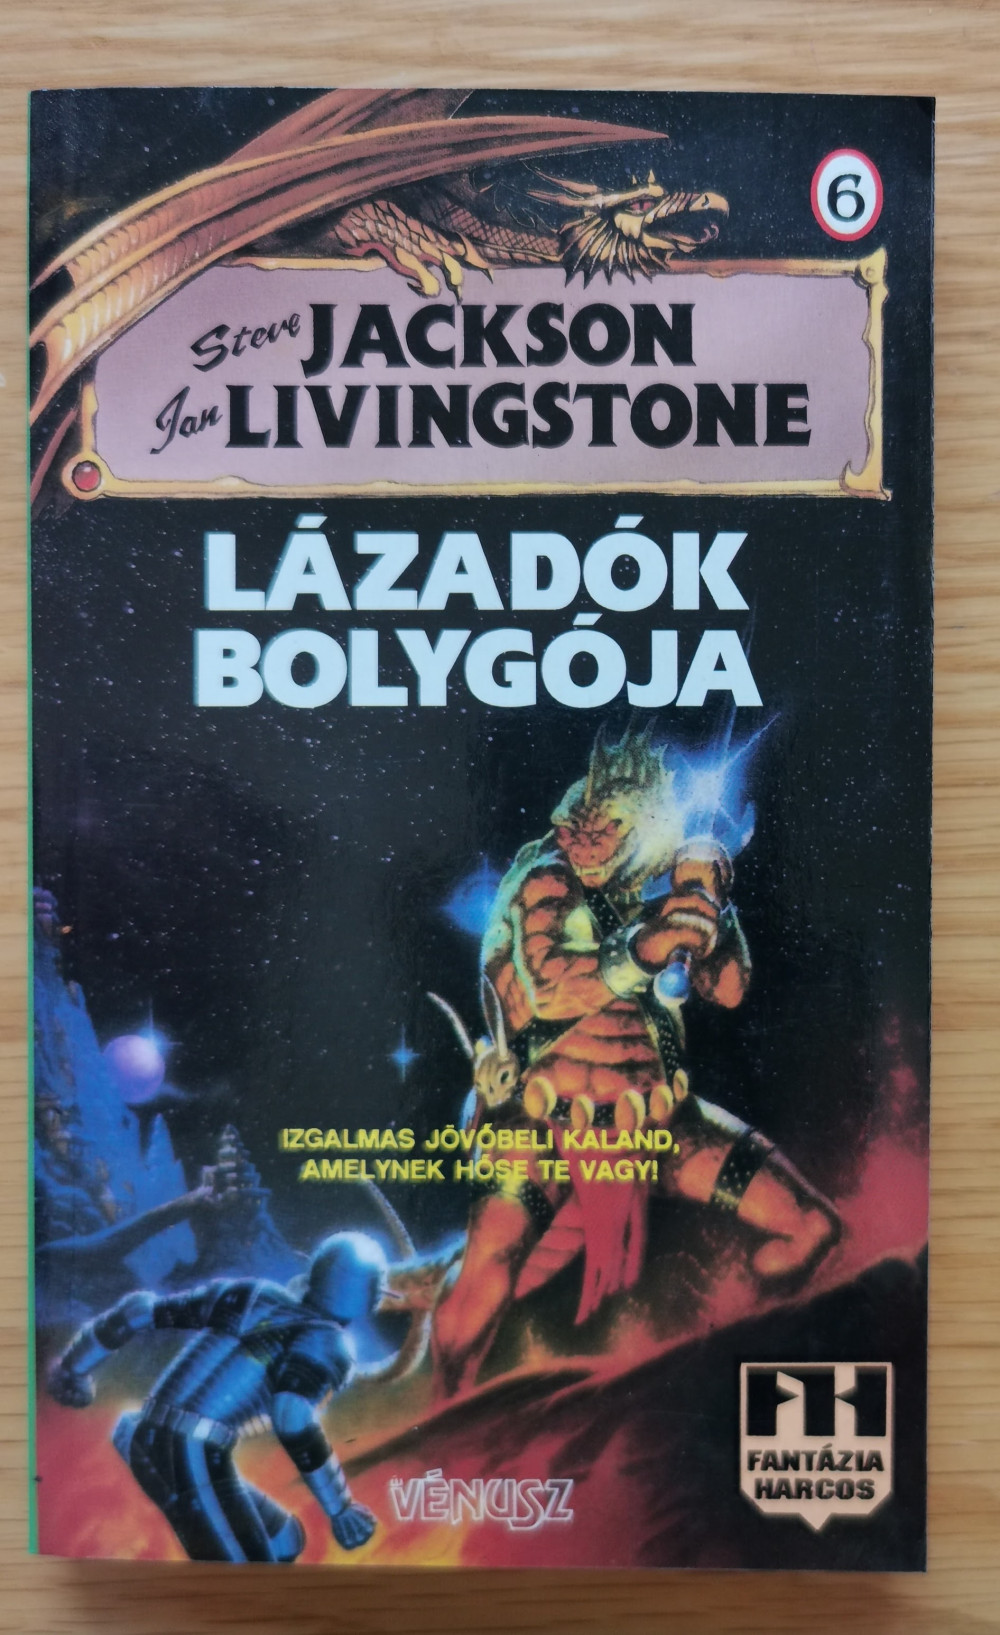 6
Steve JACKSON
Ian LIVINGSTONE
LÁZADÓK
BOLYGÓJA
IZGALMAS JÖVŐBELI KALAND,
AMELYNEK HŐSE TE VAGY!
FH
FANTÁZIA
HARCOS
VÉNUSZ